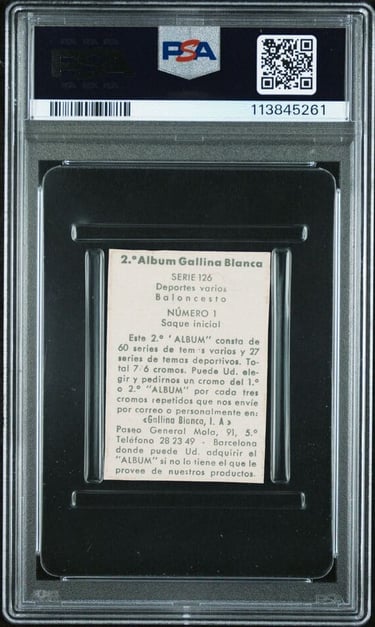 PSA
113845261
2.º Album Gallina Blanca
SERIE 126
Deportes varios
Baloncesto
NÚMERO 1
Saque inicial
Este 2.º "ALBUM" consta de
60 series de temas varios y 27
series de temas deportivos. To-
tal 7 6 cromos. Puede Ud. ele-
gir y pedirnos un cromo del 1.º
o 2.º "ALBUM" por cada tres
cromos repetidos que nos envíe
por correo o personalmente en:
«Gallina Blanca, I. A»
Paseo General Mola, 91, 5.º
Teléfono 28 23 49 - Barcelona
donde puede Ud. adquirir el
"ALBUM" si no lo tiene el que le
provee de nuestros productos.